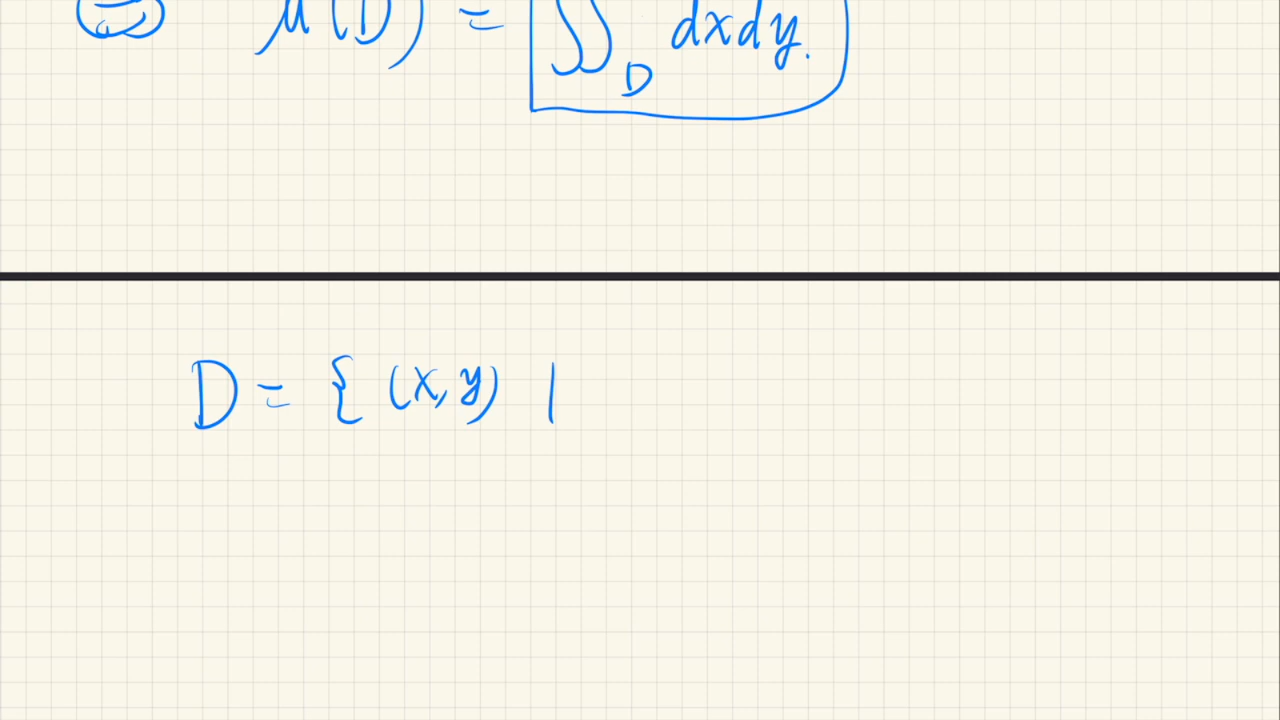 μ(D) = ∬_D dxdy.
D = { (x, y) |